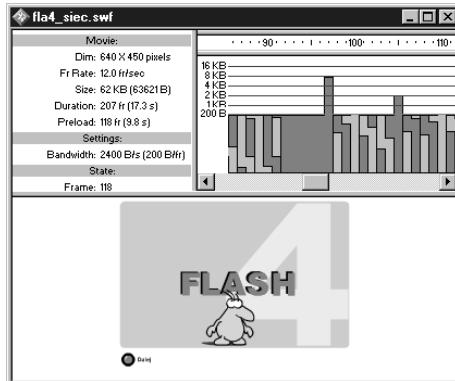 fla4_siec.swf
Movie:
Dim: 640 X 450 pixels
Fr Rate: 12.0 fr/sec
Size: 62 KB (63621 B)
Duration: 207 fr (17.3 s)
Preload: 118 fr (9.8 s)
Settings:
Bandwidth: 2400 B/s (200 B/fr)
State:
Frame: 118
90 100 110
16 KB
8 KB
4 KB
2 KB
1 KB
200 B
4
FLASH
Dalej